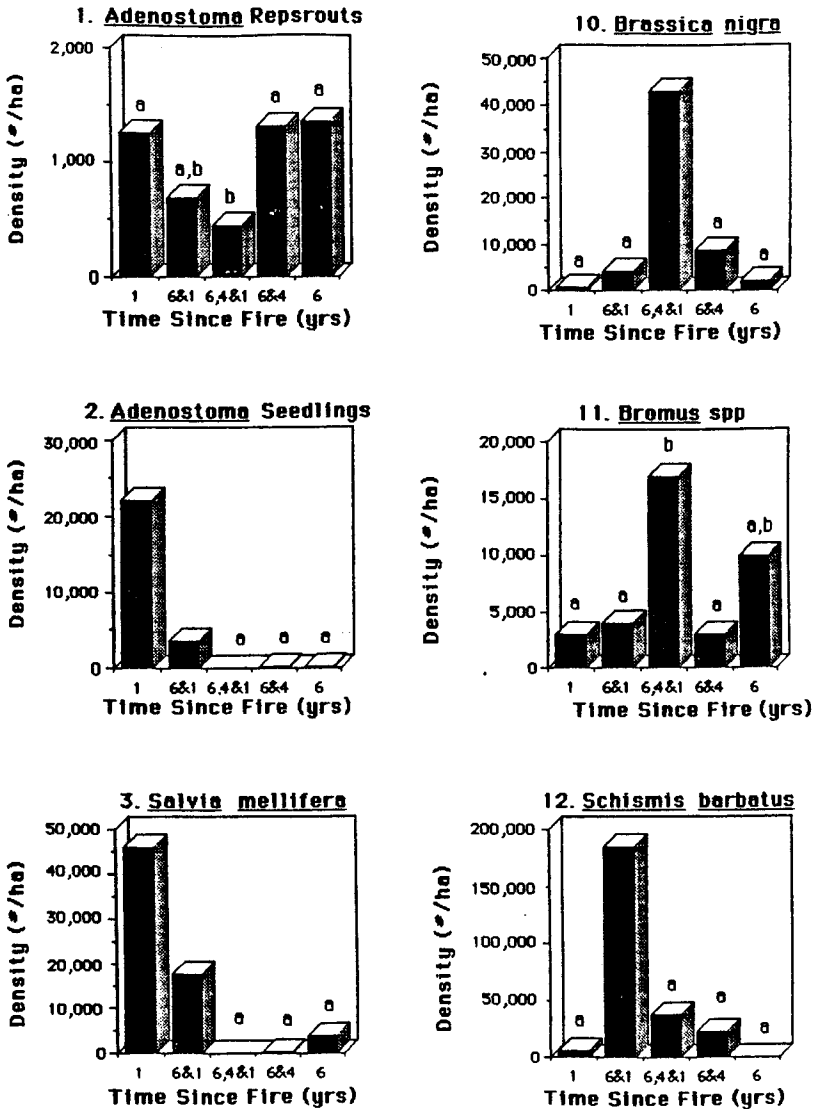 1. Adenostoma Repsrouts
Density (#/ha)
2,000
1,000
0
a
a,b
b
a
a
1 6&1 6,4&1 6&4 6
Time Since Fire (yrs)
10. Brassica nigra
Density (#/ha)
50,000
40,000
30,000
20,000
10,000
0
a
a
a
a
1 6&1 6,4&1 6&4 6
Time Since Fire (yrs)
2. Adenostoma Seedlings
Density (#/ha)
30,000
20,000
10,000
0
a
a
a
1 6&1 6,4&1 6&4 6
Time Since Fire (yrs)
11. Bromus spp
Density (#/ha)
20,000
15,000
10,000
5,000
0
a
a
b
a
a,b
1 6&1 6,4&1 6&4 6
Time Since Fire (yrs)
3. Salvia mellifera
Density (#/ha)
50,000
40,000
30,000
20,000
10,000
0
a
a
a
1 6&1 6,4&1 6&4 6
Time Since Fire (yrs)
12. Schismis barbatus
Density (#/ha)
200,000
150,000
100,000
50,000
0
a
a
a
a
1 6&1 6,4&1 6&4 6
Time Since Fire (yrs)